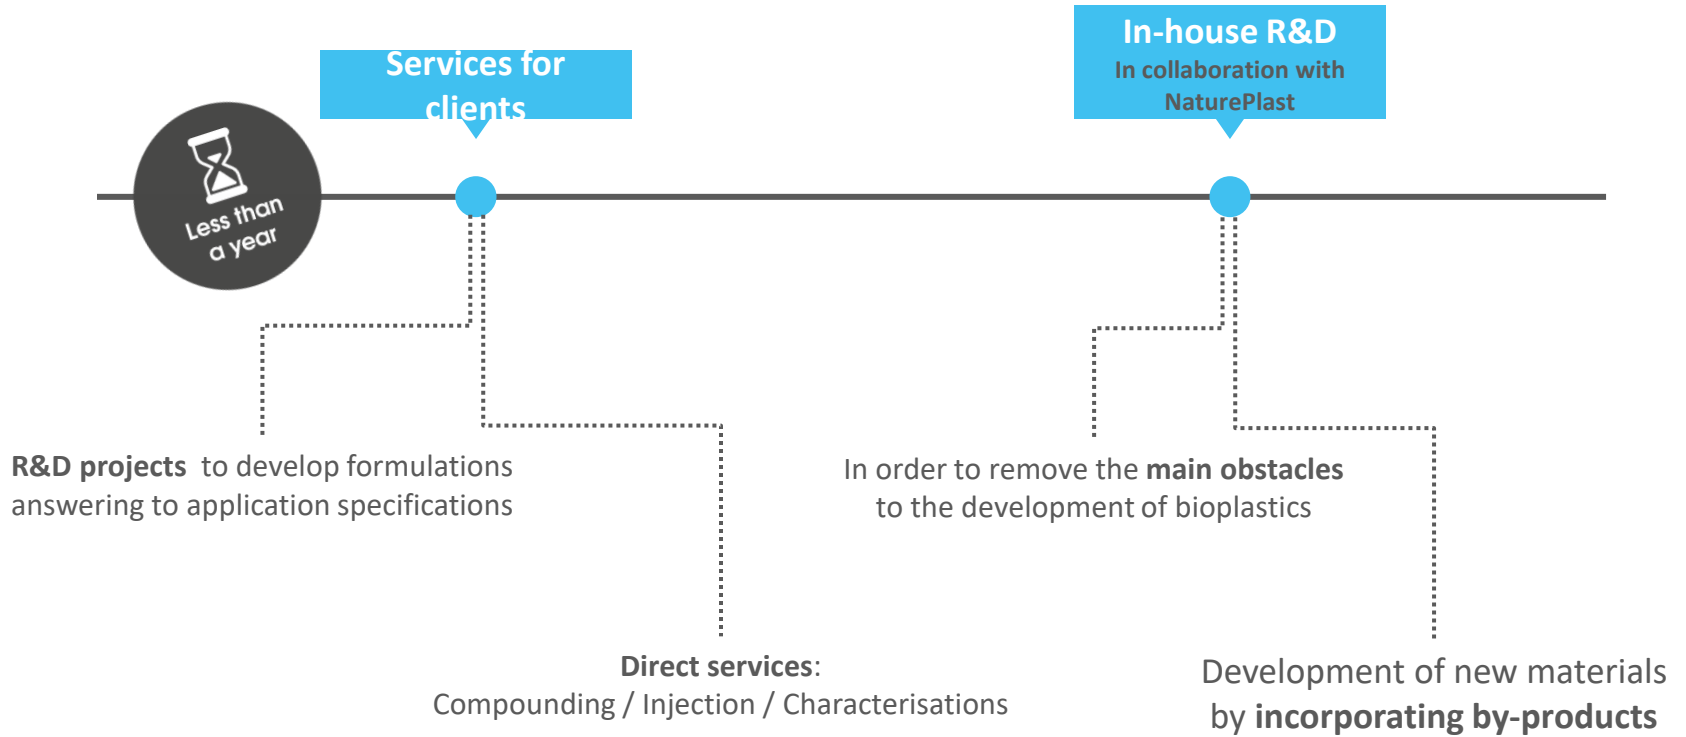 In-house R&D
In collaboration with
NaturePlast
Services for
clients
Less than
a year
R&D projects to develop formulations
answering to application specifications
In order to remove the main obstacles
to the development of bioplastics
Direct services:
Compounding / Injection / Characterisations
Development of new materials
by incorporating by-products